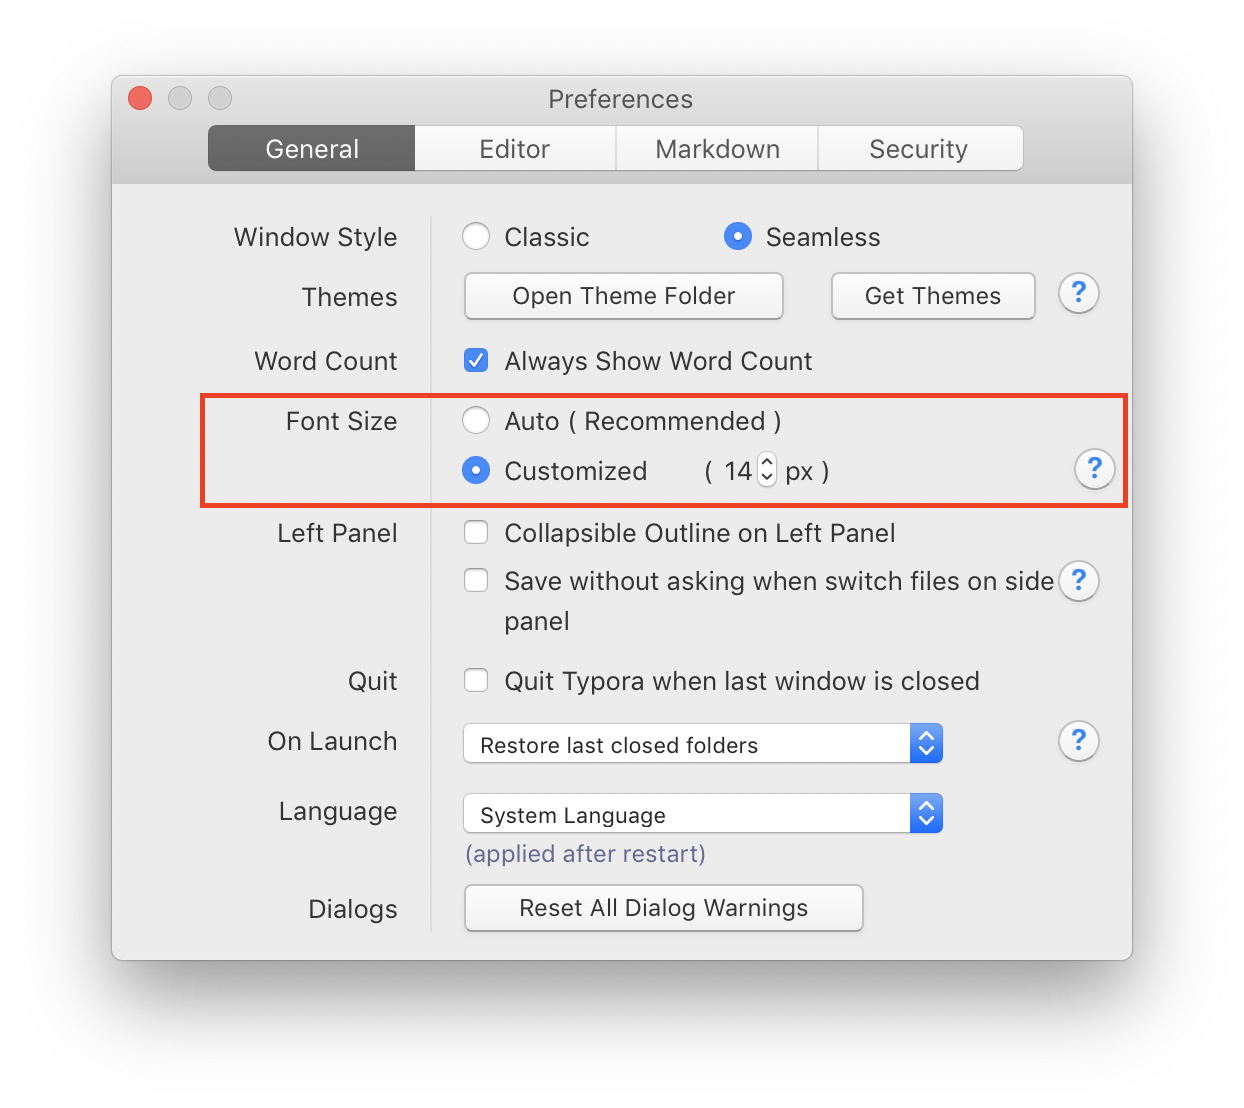 Preferences
General Editor Markdown Security
Window Style Classic Seamless
Themes Open Theme Folder Get Themes ?
Word Count Always Show Word Count
Font Size Auto ( Recommended )
Customized ( 14 px ) ?
Left Panel Collapsible Outline on Left Panel
Save without asking when switch files on side ?
panel
Quit Quit Typora when last window is closed
On Launch Restore last closed folders ?
Language System Language
(applied after restart)
Dialogs Reset All Dialog Warnings